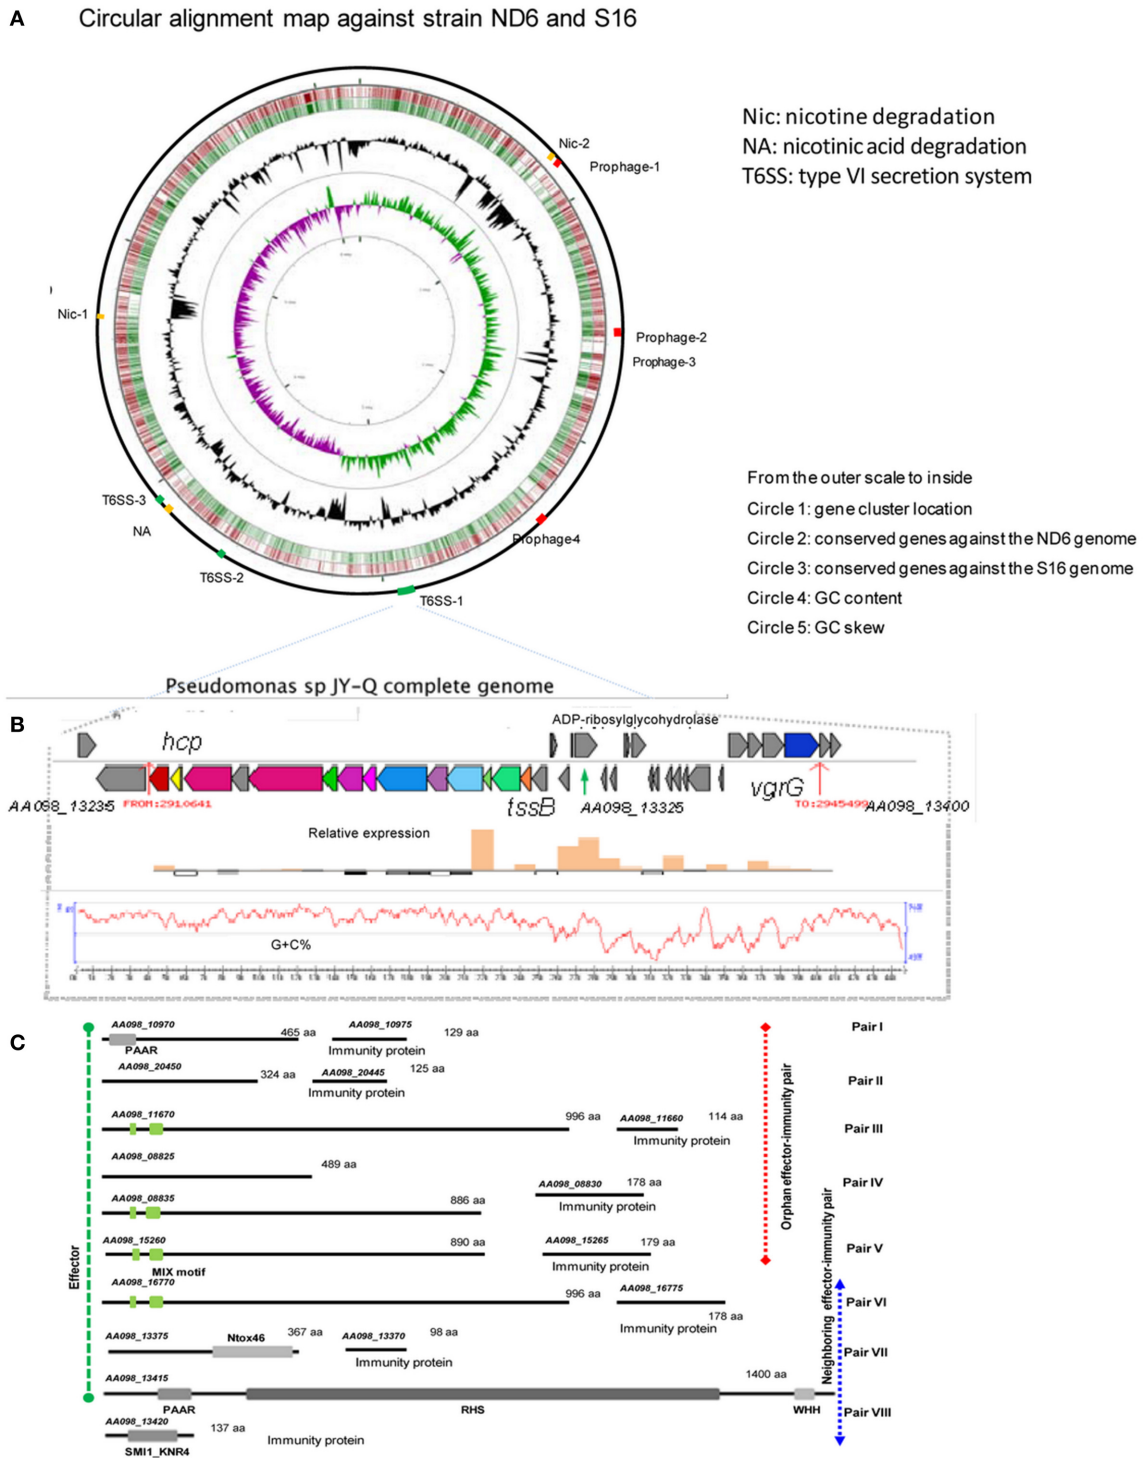 A
Circular alignment map against strain ND6 and S16
Nic: nicotine degradation
NA: nicotinic acid degradation
T6SS: type VI secretion system
Nic-2
Prophage-1
Nic-1
Prophage-2
Prophage-3
T6SS-3
NA
T6SS-2
Prophage-4
T6SS-1
From the outer scale to inside
Circle 1: gene cluster location
Circle 2: conserved genes against the ND6 genome
Circle 3: conserved genes against the S16 genome
Circle 4: GC content
Circle 5: GC skew
Pseudomonas sp JY-Q complete genome
B
ADP-ribosylglycohydrolase
hcp
vgrG
AA098_13235
FROM:2910641
tssB
AA098_13325
TO:2945499
AA098_13400
Relative expression
G+C%
C
AA098_10970
465 aa
AA098_10975
129 aa
Pair I
PAAR
Immunity protein
AA098_20450
324 aa
AA098_20445
125 aa
Pair II
Immunity protein
AA098_11670
996 aa
AA098_11660
114 aa
Pair III
Immunity protein
AA098_08825
489 aa
AA098_08830
178 aa
Pair IV
Immunity protein
AA098_08835
886 aa
AA098_15260
890 aa
AA098_15265
179 aa
Pair V
MIX motif
Immunity protein
AA098_16770
996 aa
AA098_16775
178 aa
Pair VI
Immunity protein
AA098_13375
Ntox46
367 aa
AA098_13370
98 aa
Pair VII
Immunity protein
AA098_13415
1400 aa
PAAR
RHS
WHH
Pair VIII
AA098_13420
137 aa
Immunity protein
SMI1_KNR4
Effector
Orphan effector-immunity pair
Neighboring effector-immunity pair